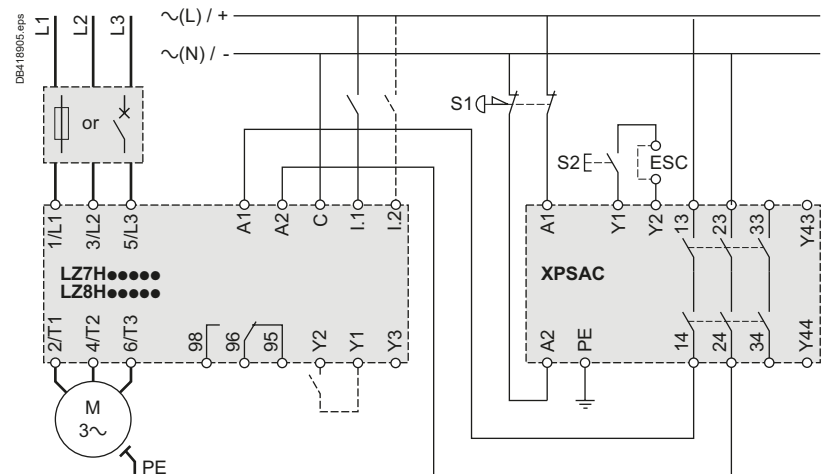 DB418905.eps
L1
L2
L3
~(L) / +
~(N) / -
or
S1
S2
ESC
1/L1
3/L2
5/L3
A1
A2
C
I.1
I.2
A1
Y1
Y2
13
23
33
Y43
LZ7H●●●●●
LZ8H●●●●●
XPSAC
2/T1
4/T2
6/T3
98
96
95
Y2
Y1
Y3
A2
PE
14
24
34
Y44
M
3~
PE